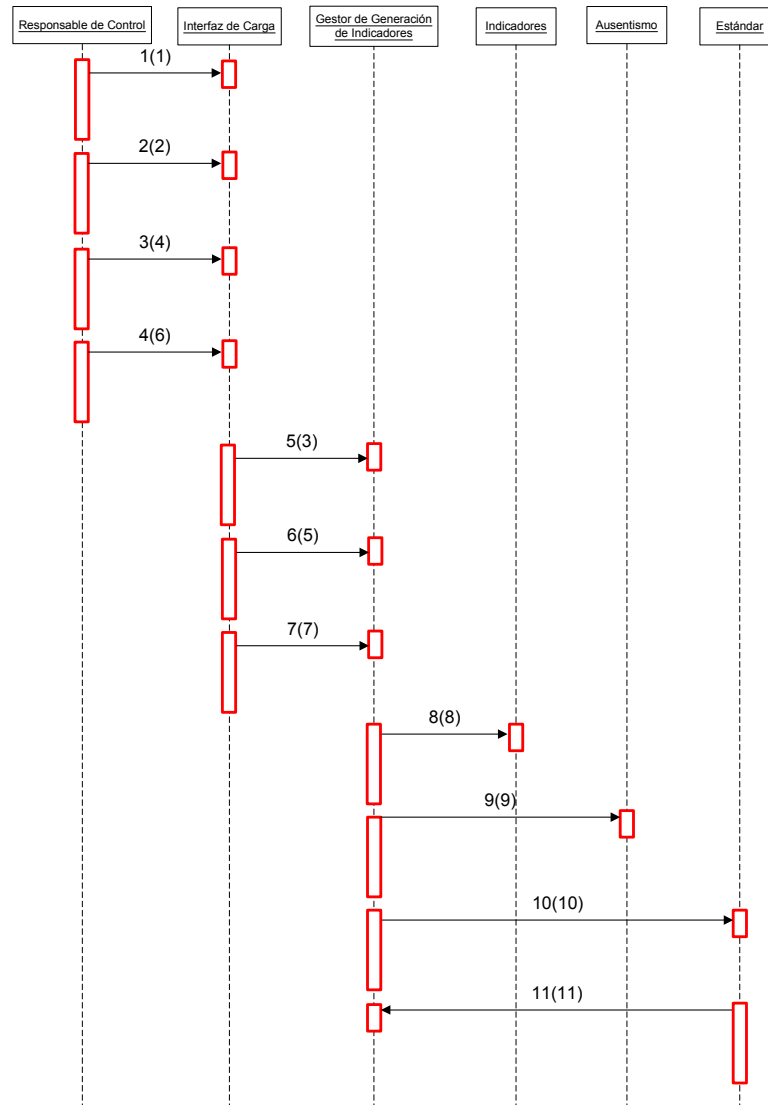 Responsable de Control
Interfaz de Carga
Gestor de Generación
de Indicadores
Indicadores
Ausentismo
Estándar
1(1)
2(2)
3(4)
4(6)
5(3)
6(5)
7(7)
8(8)
9(9)
10(10)
11(11)